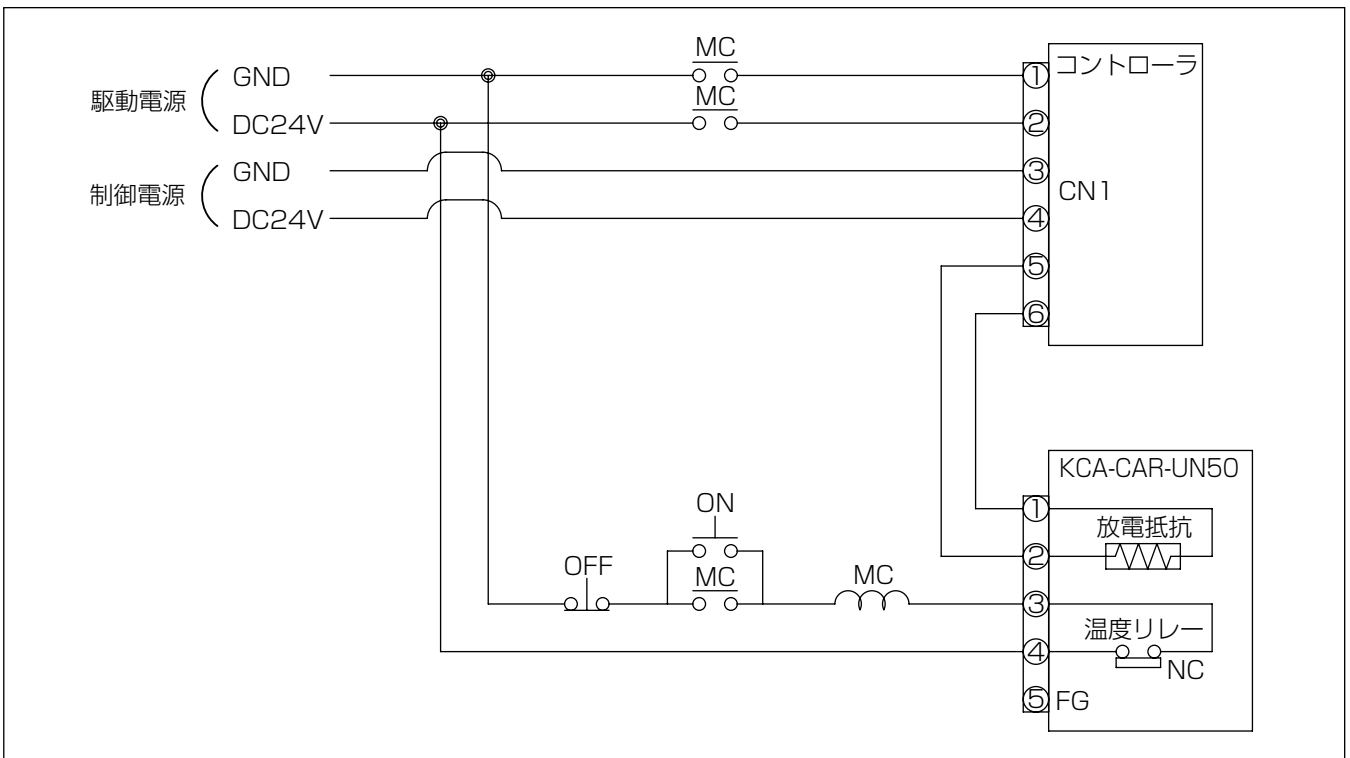 MC
コントローラ
駆動電源
GND
①
MC
DC24V
②
制御電源
GND
③
CN1
DC24V
④
⑤
⑥
KCA-CAR-UN50
ON
①
放電抵抗
OFF
MC
②
MC
③
温度リレー
④
NC
⑤ FG